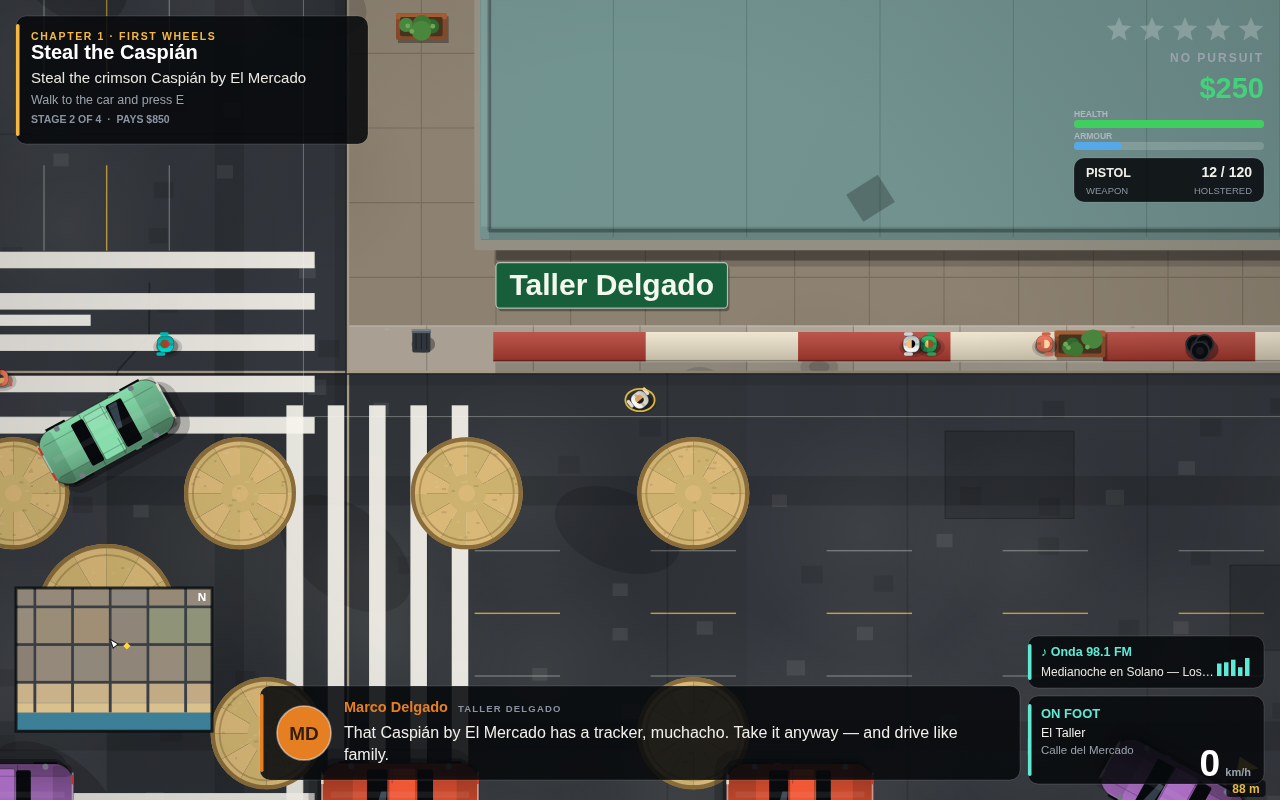 CHAPTER 1 · FIRST WHEELS
Steal the Caspián
Steal the crimson Caspián by El Mercado
Walk to the car and press E
STAGE 2 OF 4 · PAYS $850
NO PURSUIT
$250
HEALTH
ARMOUR
PISTOL 12 / 120
WEAPON HOLSTERED
Taller Delgado
N
♪ Onda 98.1 FM
Medianoche en Solano — Los…
MD
Marco Delgado TALLER DELGADO
That Caspián by El Mercado has a tracker, muchacho. Take it anyway — and drive like
family.
ON FOOT
El Taller
Calle del Mercado
0 km/h
88 m